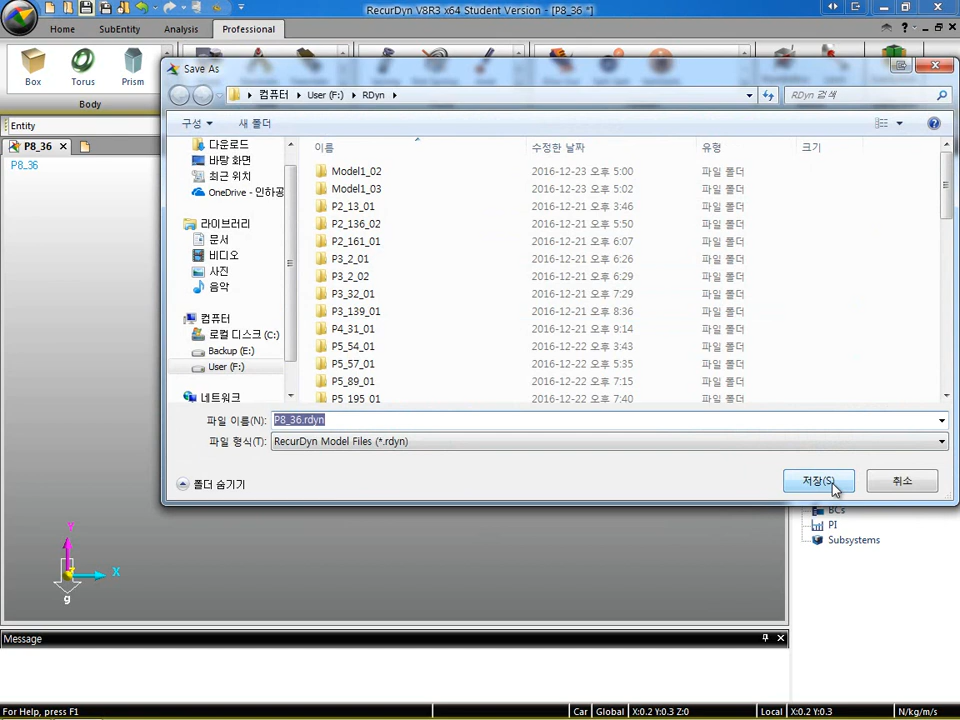 RecurDyn V8R3 x64 Student Version - [P8_36 *]
Home
SubEntity
Analysis
Professional
Box
Torus
Prism
Body
Entity
P8_36
P8_36
Save As
컴퓨터
User (F:)
RDyn
RDyn 검색
구성
새 폴더
다운로드
바탕 화면
최근 위치
OneDrive - 인하공
라이브러리
문서
비디오
사진
음악
컴퓨터
로컬 디스크 (C:)
Backup (E:)
User (F:)
네트워크
이름 수정한 날짜 유형 크기
Model1_02 2016-12-23 오후 5:00 파일 폴더
Model1_03 2016-12-23 오후 5:02 파일 폴더
P2_13_01 2016-12-21 오후 3:46 파일 폴더
P2_136_02 2016-12-21 오후 5:50 파일 폴더
P2_161_01 2016-12-21 오후 6:07 파일 폴더
P3_2_01 2016-12-21 오후 6:26 파일 폴더
P3_2_02 2016-12-21 오후 6:29 파일 폴더
P3_32_01 2016-12-21 오후 7:29 파일 폴더
P3_139_01 2016-12-21 오후 8:36 파일 폴더
P4_31_01 2016-12-21 오후 9:14 파일 폴더
P5_54_01 2016-12-22 오후 3:43 파일 폴더
P5_57_01 2016-12-22 오후 5:35 파일 폴더
P5_89_01 2016-12-22 오후 7:15 파일 폴더
P5_195_01 2016-12-22 오후 7:40 파일 폴더
파일 이름(N): P8_36.rdyn
파일 형식(T): RecurDyn Model Files (*.rdyn)
폴더 숨기기
저장(S)
취소
BCs
PI
Subsystems
Y
X
Z
g
Message
For Help, press F1
Car
Global
X:0.2 Y:0.3 Z:0
Local
X:0.2 Y:0.3
N/kg/m/s